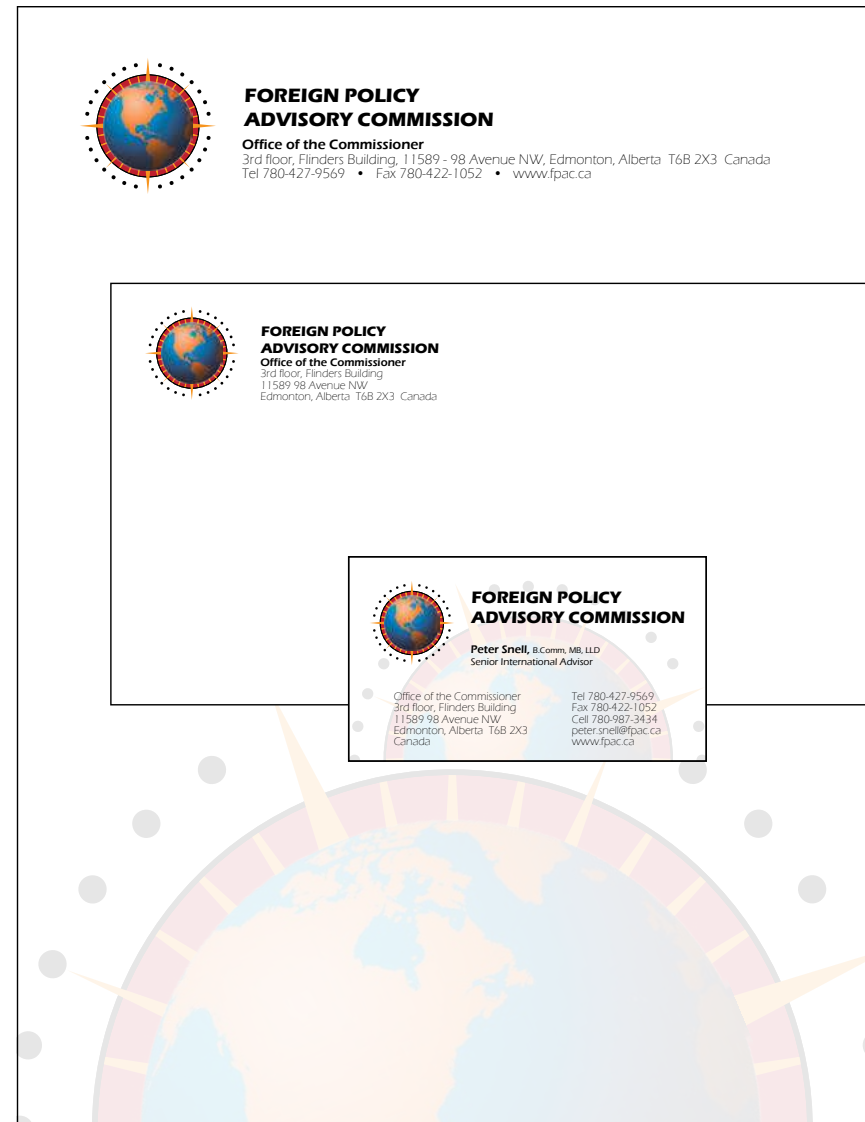 FOREIGN POLICY
ADVISORY COMMISSION
Office of the Commissioner
3rd floor, Flinders Building, 11589 - 98 Avenue NW, Edmonton, Alberta T6B 2X3 Canada
Tel 780-427-9569 • Fax 780-422-1052 • www.fpac.ca
FOREIGN POLICY
ADVISORY COMMISSION
Office of the Commissioner
3rd floor, Flinders Building
11589 98 Avenue NW
Edmonton, Alberta T6B 2X3 Canada
FOREIGN POLICY
ADVISORY COMMISSION
Peter Snell, B.Comm, MB, LLD
Senior International Advisor
Office of the Commissioner
3rd floor, Flinders Building
11589 98 Avenue NW
Edmonton, Alberta T6B 2X3
Canada
Tel 780-427-9569
Fax 780-422-1052
Cell 780-987-3434
peter.snell@fpac.ca
www.fpac.ca